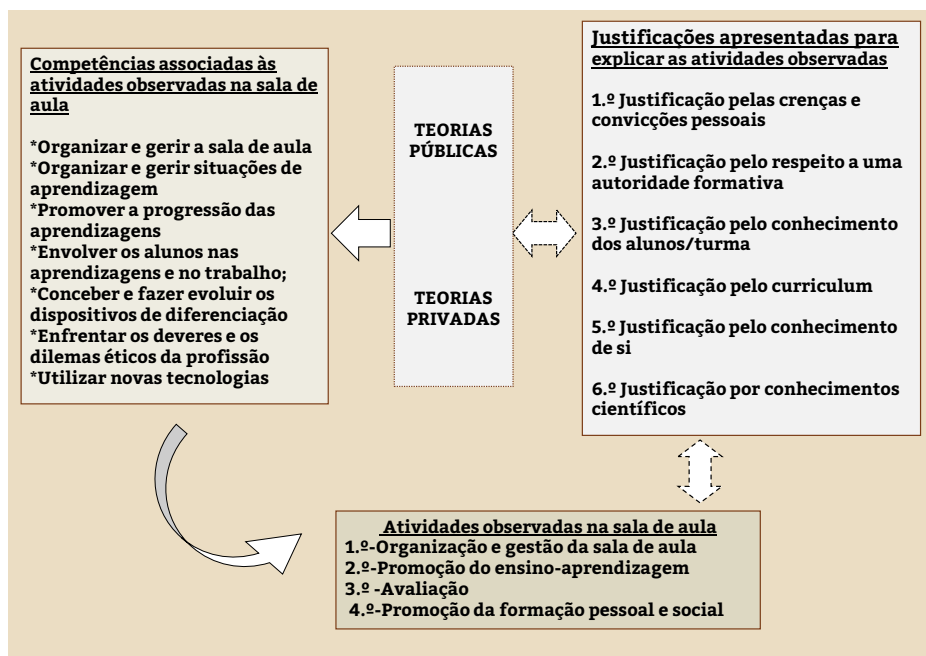 Competências associadas às
atividades observadas na sala de
aula
*Organizar e gerir a sala de aula
*Organizar e gerir situações de
aprendizagem
*Promover a progressão das
aprendizagens
*Envolver os alunos nas
aprendizagens e no trabalho;
*Conceber e fazer evoluir os
dispositivos de diferenciação
*Enfrentar os deveres e os
dilemas éticos da profissão
*Utilizar novas tecnologias
TEORIAS
PÚBLICAS
TEORIAS
PRIVADAS
Justificações apresentadas para
explicar as atividades observadas
1.º Justificação pelas crenças e
convicções pessoais
2.º Justificação pelo respeito a uma
autoridade formativa
3.º Justificação pelo conhecimento
dos alunos/turma
4.º Justificação pelo curriculum
5.º Justificação pelo conhecimento
de si
6.º Justificação por conhecimentos
científicos
Atividades observadas na sala de aula
1.º-Organização e gestão da sala de aula
2.º-Promoção do ensino-aprendizagem
3.º -Avaliação
4.º-Promoção da formação pessoal e social